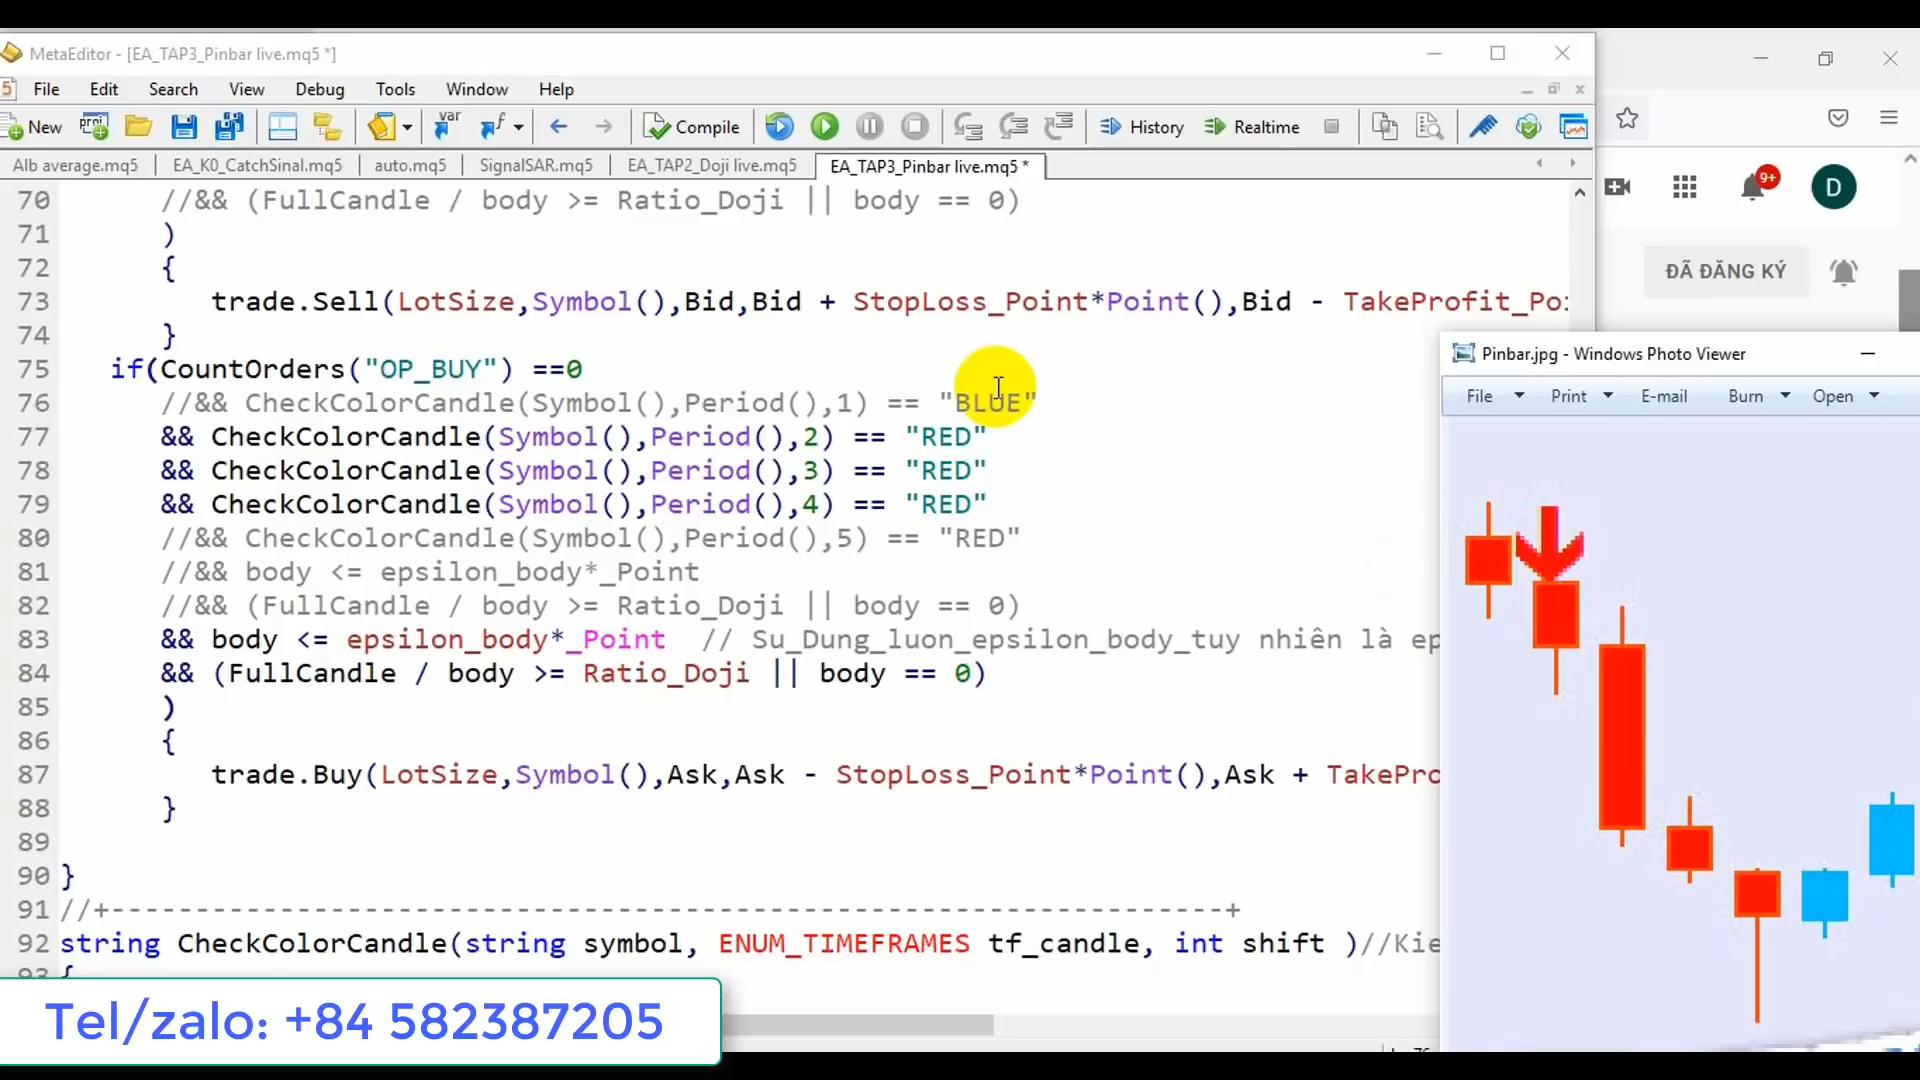 MetaEditor - [EA_TAP3_Pinbar live.mq5 *]
File Edit Search View Debug Tools Window Help
New Compile History Realtime
Alb average.mq5 EA_K0_CatchSinal.mq5 auto.mq5 SignalSAR.mq5 EA_TAP2_Doji live.mq5 EA_TAP3_Pinbar live.mq5 *
70 //&& (FullCandle / body >= Ratio_Doji || body == 0)
71 )
72 {
73 trade.Sell(LotSize,Symbol(),Bid,Bid + StopLoss_Point*Point(),Bid - TakeProfit_Poi
74 }
75 if(CountOrders("OP_BUY") ==0
76 //&& CheckColorCandle(Symbol(),Period(),1) == "BLUE"
77 && CheckColorCandle(Symbol(),Period(),2) == "RED"
78 && CheckColorCandle(Symbol(),Period(),3) == "RED"
79 && CheckColorCandle(Symbol(),Period(),4) == "RED"
80 //&& CheckColorCandle(Symbol(),Period(),5) == "RED"
81 //&& body <= epsilon_body*_Point
82 //&& (FullCandle / body >= Ratio_Doji || body == 0)
83 && body <= epsilon_body*_Point // Su_Dung_luon_epsilon_body_tuy nhiên là ep
84 && (FullCandle / body >= Ratio_Doji || body == 0)
85 )
86 {
87 trade.Buy(LotSize,Symbol(),Ask,Ask - StopLoss_Point*Point(),Ask + TakePro
88 }
89
90 }
91 //+------------------------------------------------------------------+
92 string CheckColorCandle(string symbol, ENUM_TIMEFRAMES tf_candle, int shift )//Kie
93 {
Tel/zalo: +84 582387205
9+
D
ĐÃ ĐĂNG KÝ
Pinbar.jpg - Windows Photo Viewer
File Print E-mail Burn Open